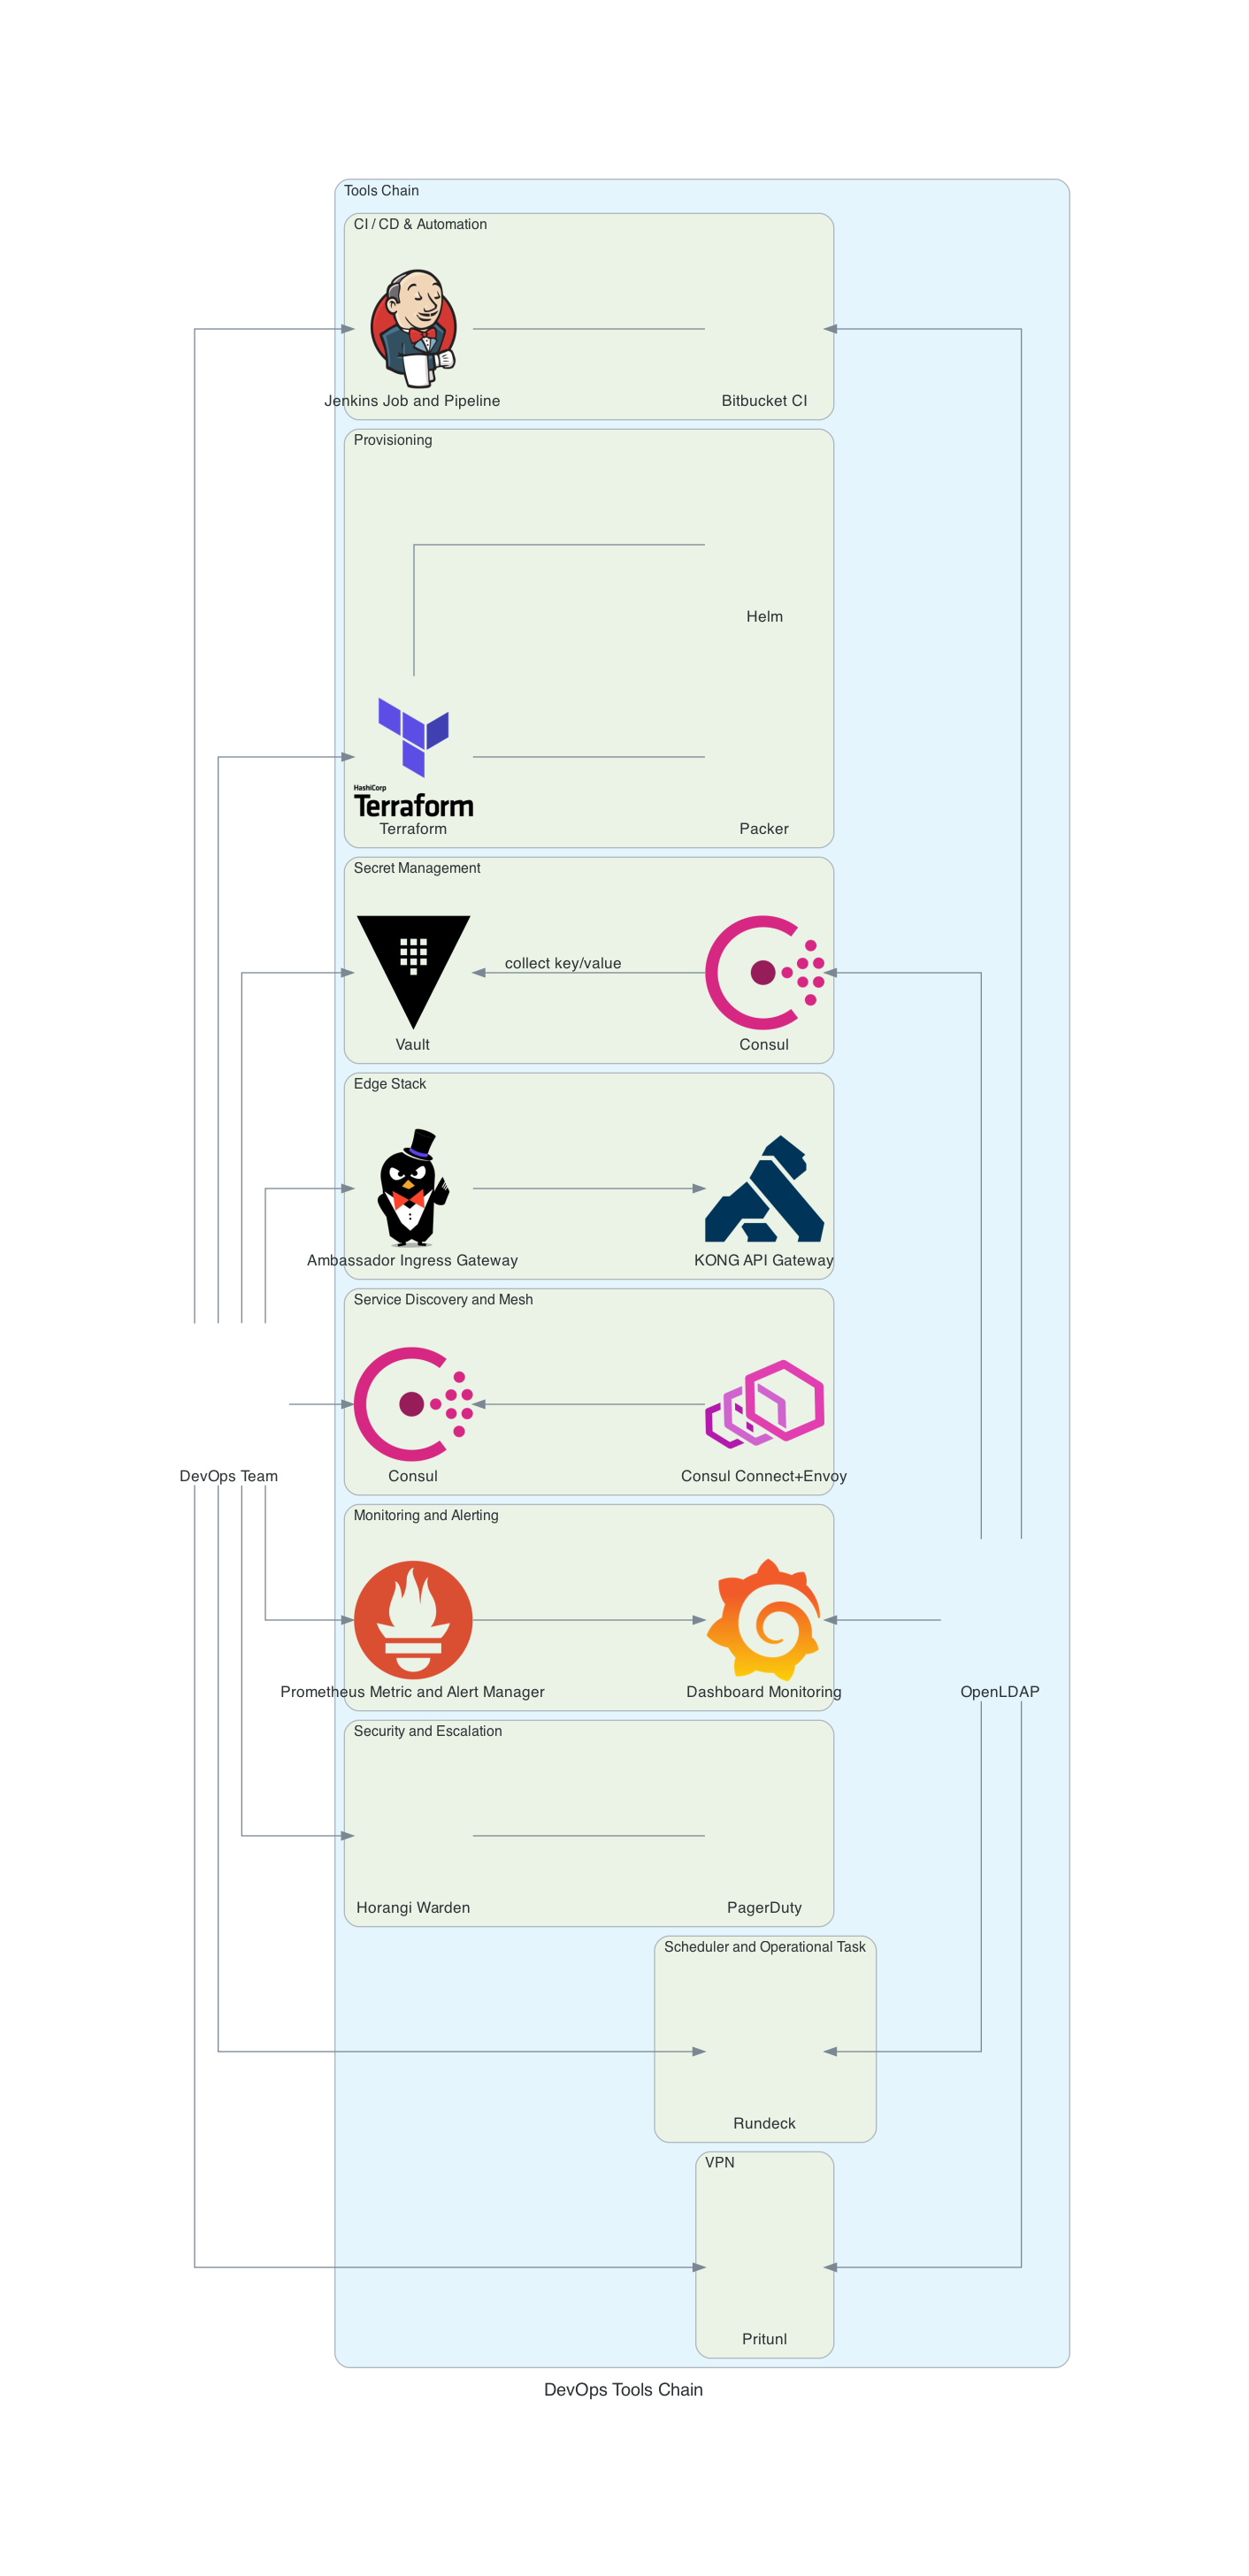 Tools Chain
CI / CD & Automation
Jenkins Job and Pipeline
Bitbucket CI
Provisioning
Helm
HashiCorp
Terraform
Terraform
Packer
Secret Management
collect key/value
Vault
Consul
Edge Stack
Ambassador Ingress Gateway
KONG API Gateway
Service Discovery and Mesh
DevOps Team
Consul
Consul Connect+Envoy
Monitoring and Alerting
Prometheus Metric and Alert Manager
Dashboard Monitoring
OpenLDAP
Security and Escalation
Horangi Warden
PagerDuty
Scheduler and Operational Task
Rundeck
VPN
Pritunl
DevOps Tools Chain